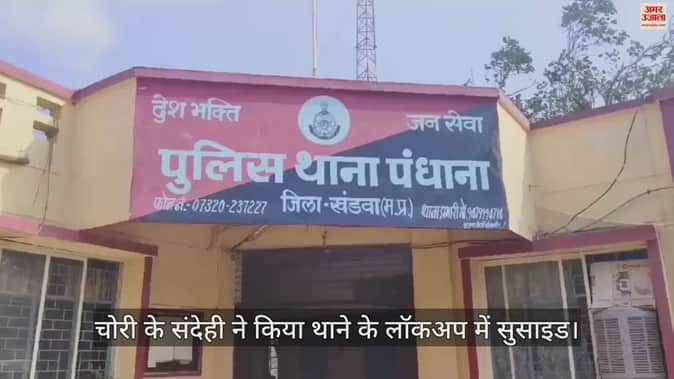 अमर उजाला
देश भक्ति
जन सेवा
पुलिस थाना पंधाना
फोन नं.- 07320-237227 जिला - खंडवा (म.प्र.)
चोरी के संदेही ने किया थाने के लॉकअप में सुसाइड।